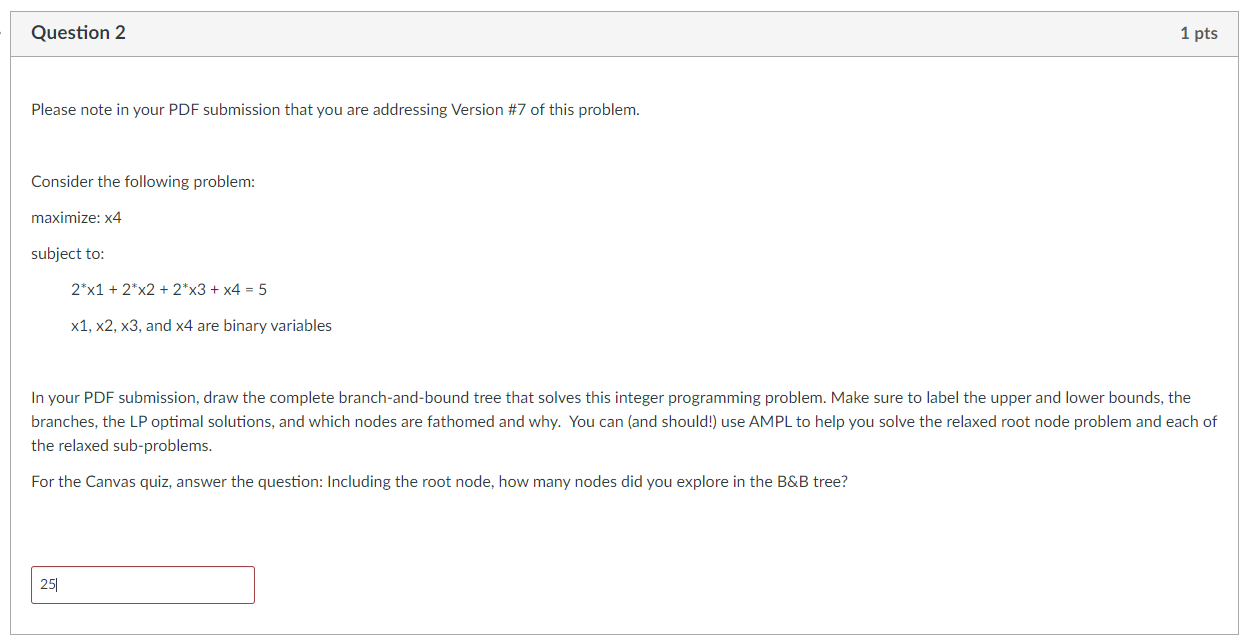 Question 2
1 pts
Please note in your PDF submission that you are addressing Version #7 of this problem.
Consider the following problem:
maximize: x4
subject to:
2*x1 + 2*x2 + 2*x3 + x4 = 5
x1, x2, x3, and x4 are binary variables
In your PDF submission, draw the complete branch-and-bound tree that solves this integer programming problem. Make sure to label the upper and lower bounds, the
branches, the LP optimal solutions, and which nodes are fathomed and why.  You can (and should!) use AMPL to help you solve the relaxed root node problem and each of
the relaxed sub-problems.
For the Canvas quiz, answer the question: Including the root node, how many nodes did you explore in the B&B tree?
25